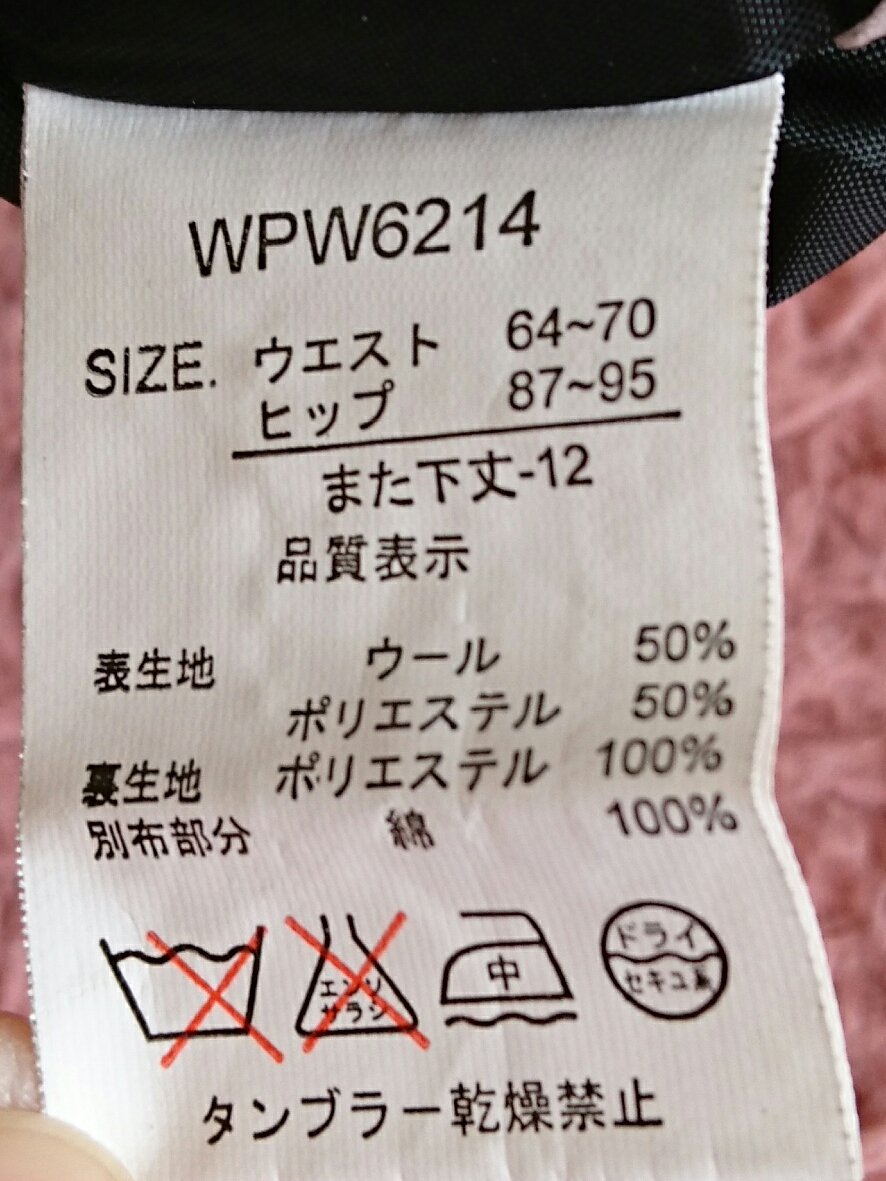 WPW6214
SIZE. ウエスト 64~70
ヒップ 87~95
また下丈-12
品質表示
表生地 ウール 50%
ポリエステル 50%
裏生地 ポリエステル 100%
別布部分 綿 100%
エンソ
サラシ
中
ドライ
セキユ系
タンブラー乾燥禁止